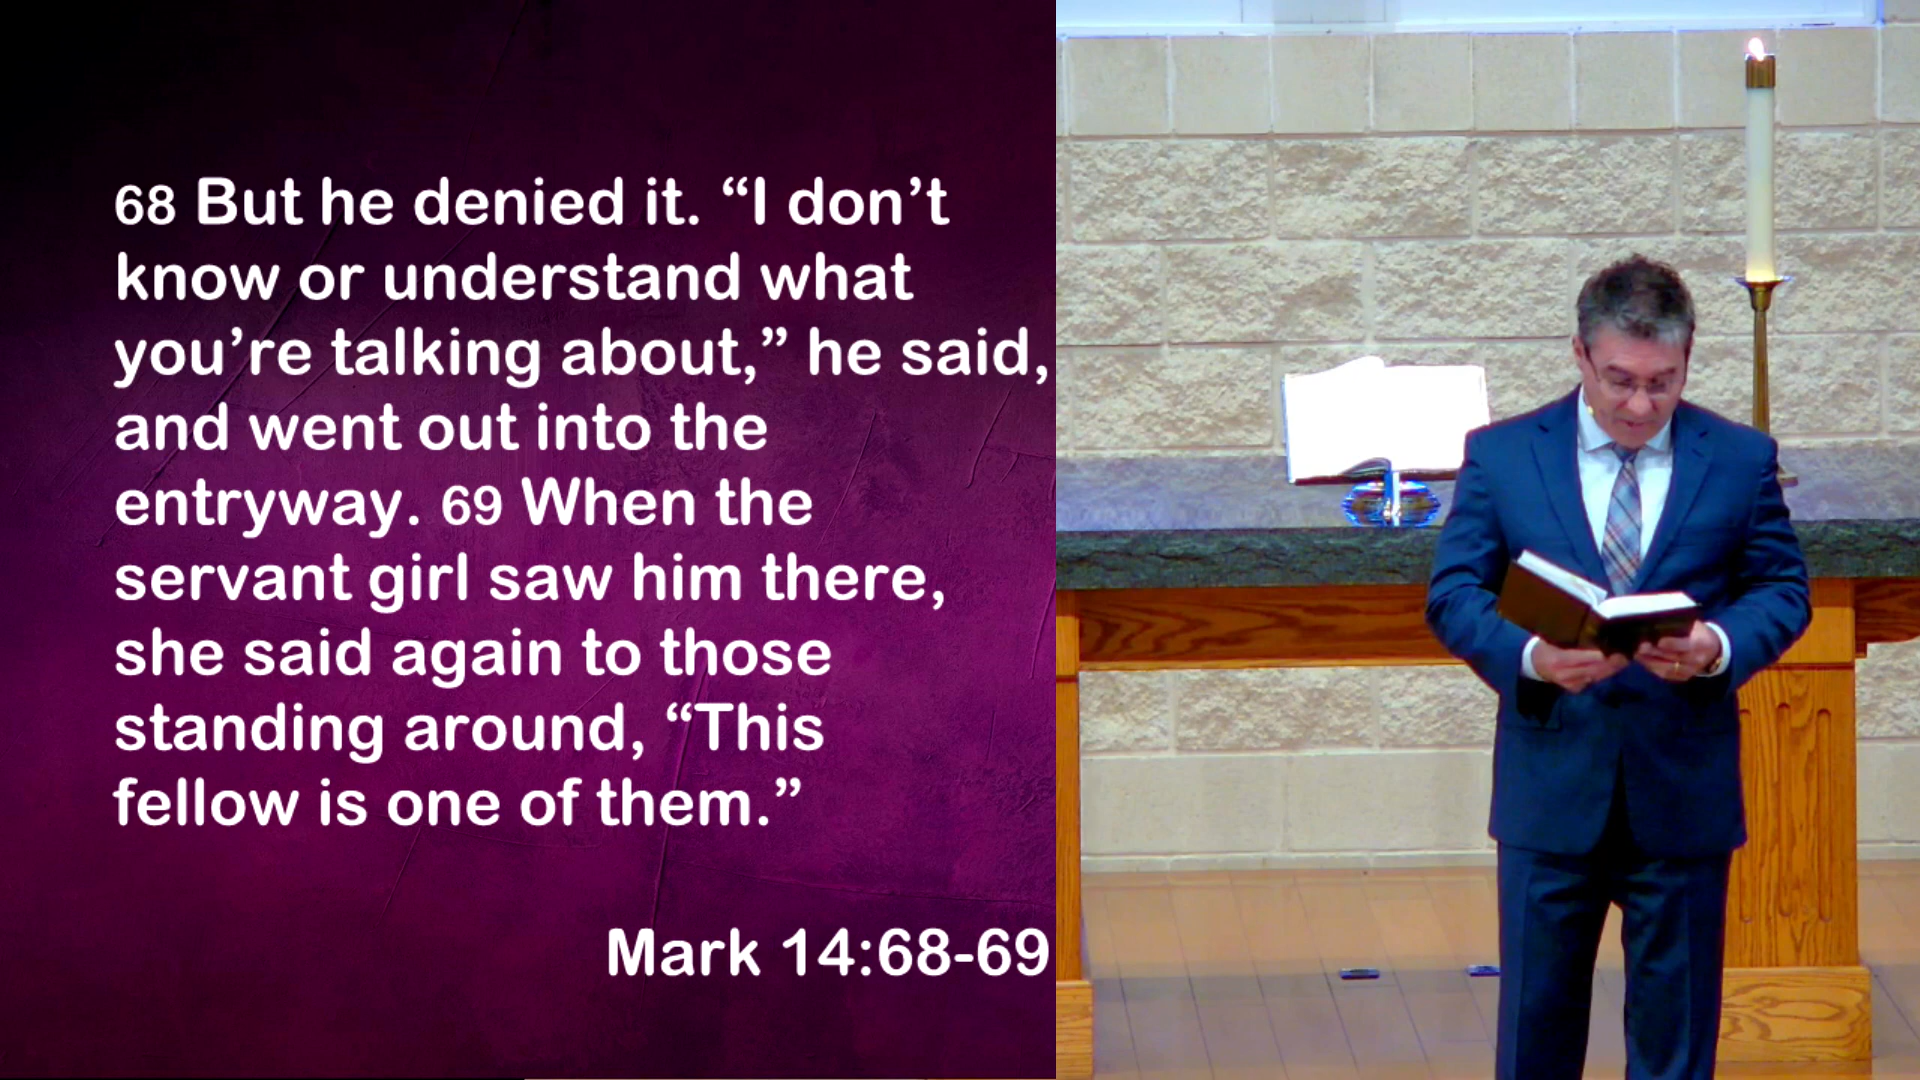 68 But he denied it. “I don’t
know or understand what
you’re talking about,” he said,
and went out into the
entryway. 69 When the
servant girl saw him there,
she said again to those
standing around, “This
fellow is one of them.”
Mark 14:68-69